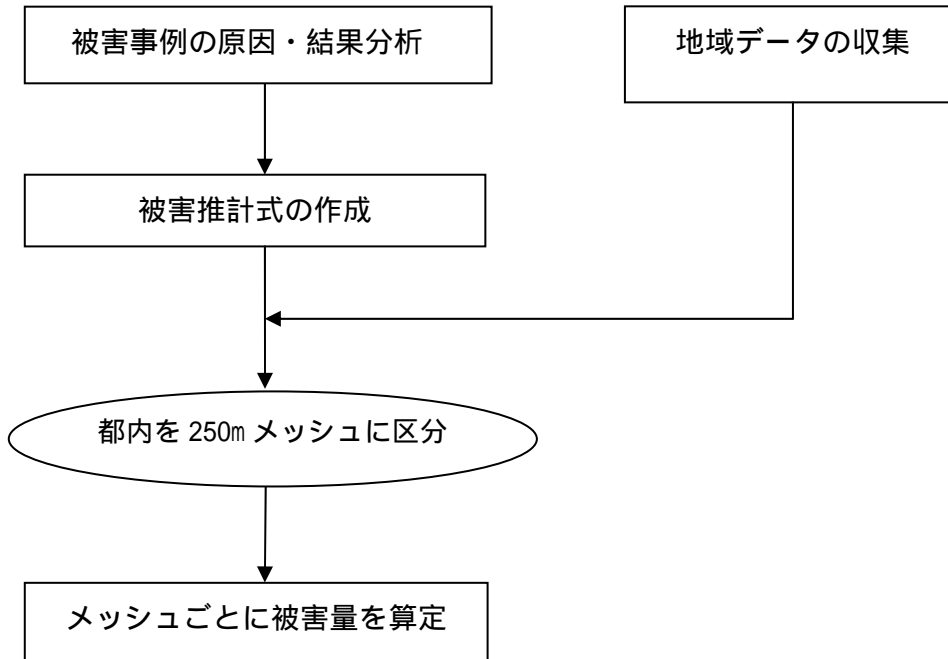 被害事例の原因・結果分析
地域データの収集
被害推計式の作成
都内を 250m メッシュに区分
メッシュごとに被害量を算定